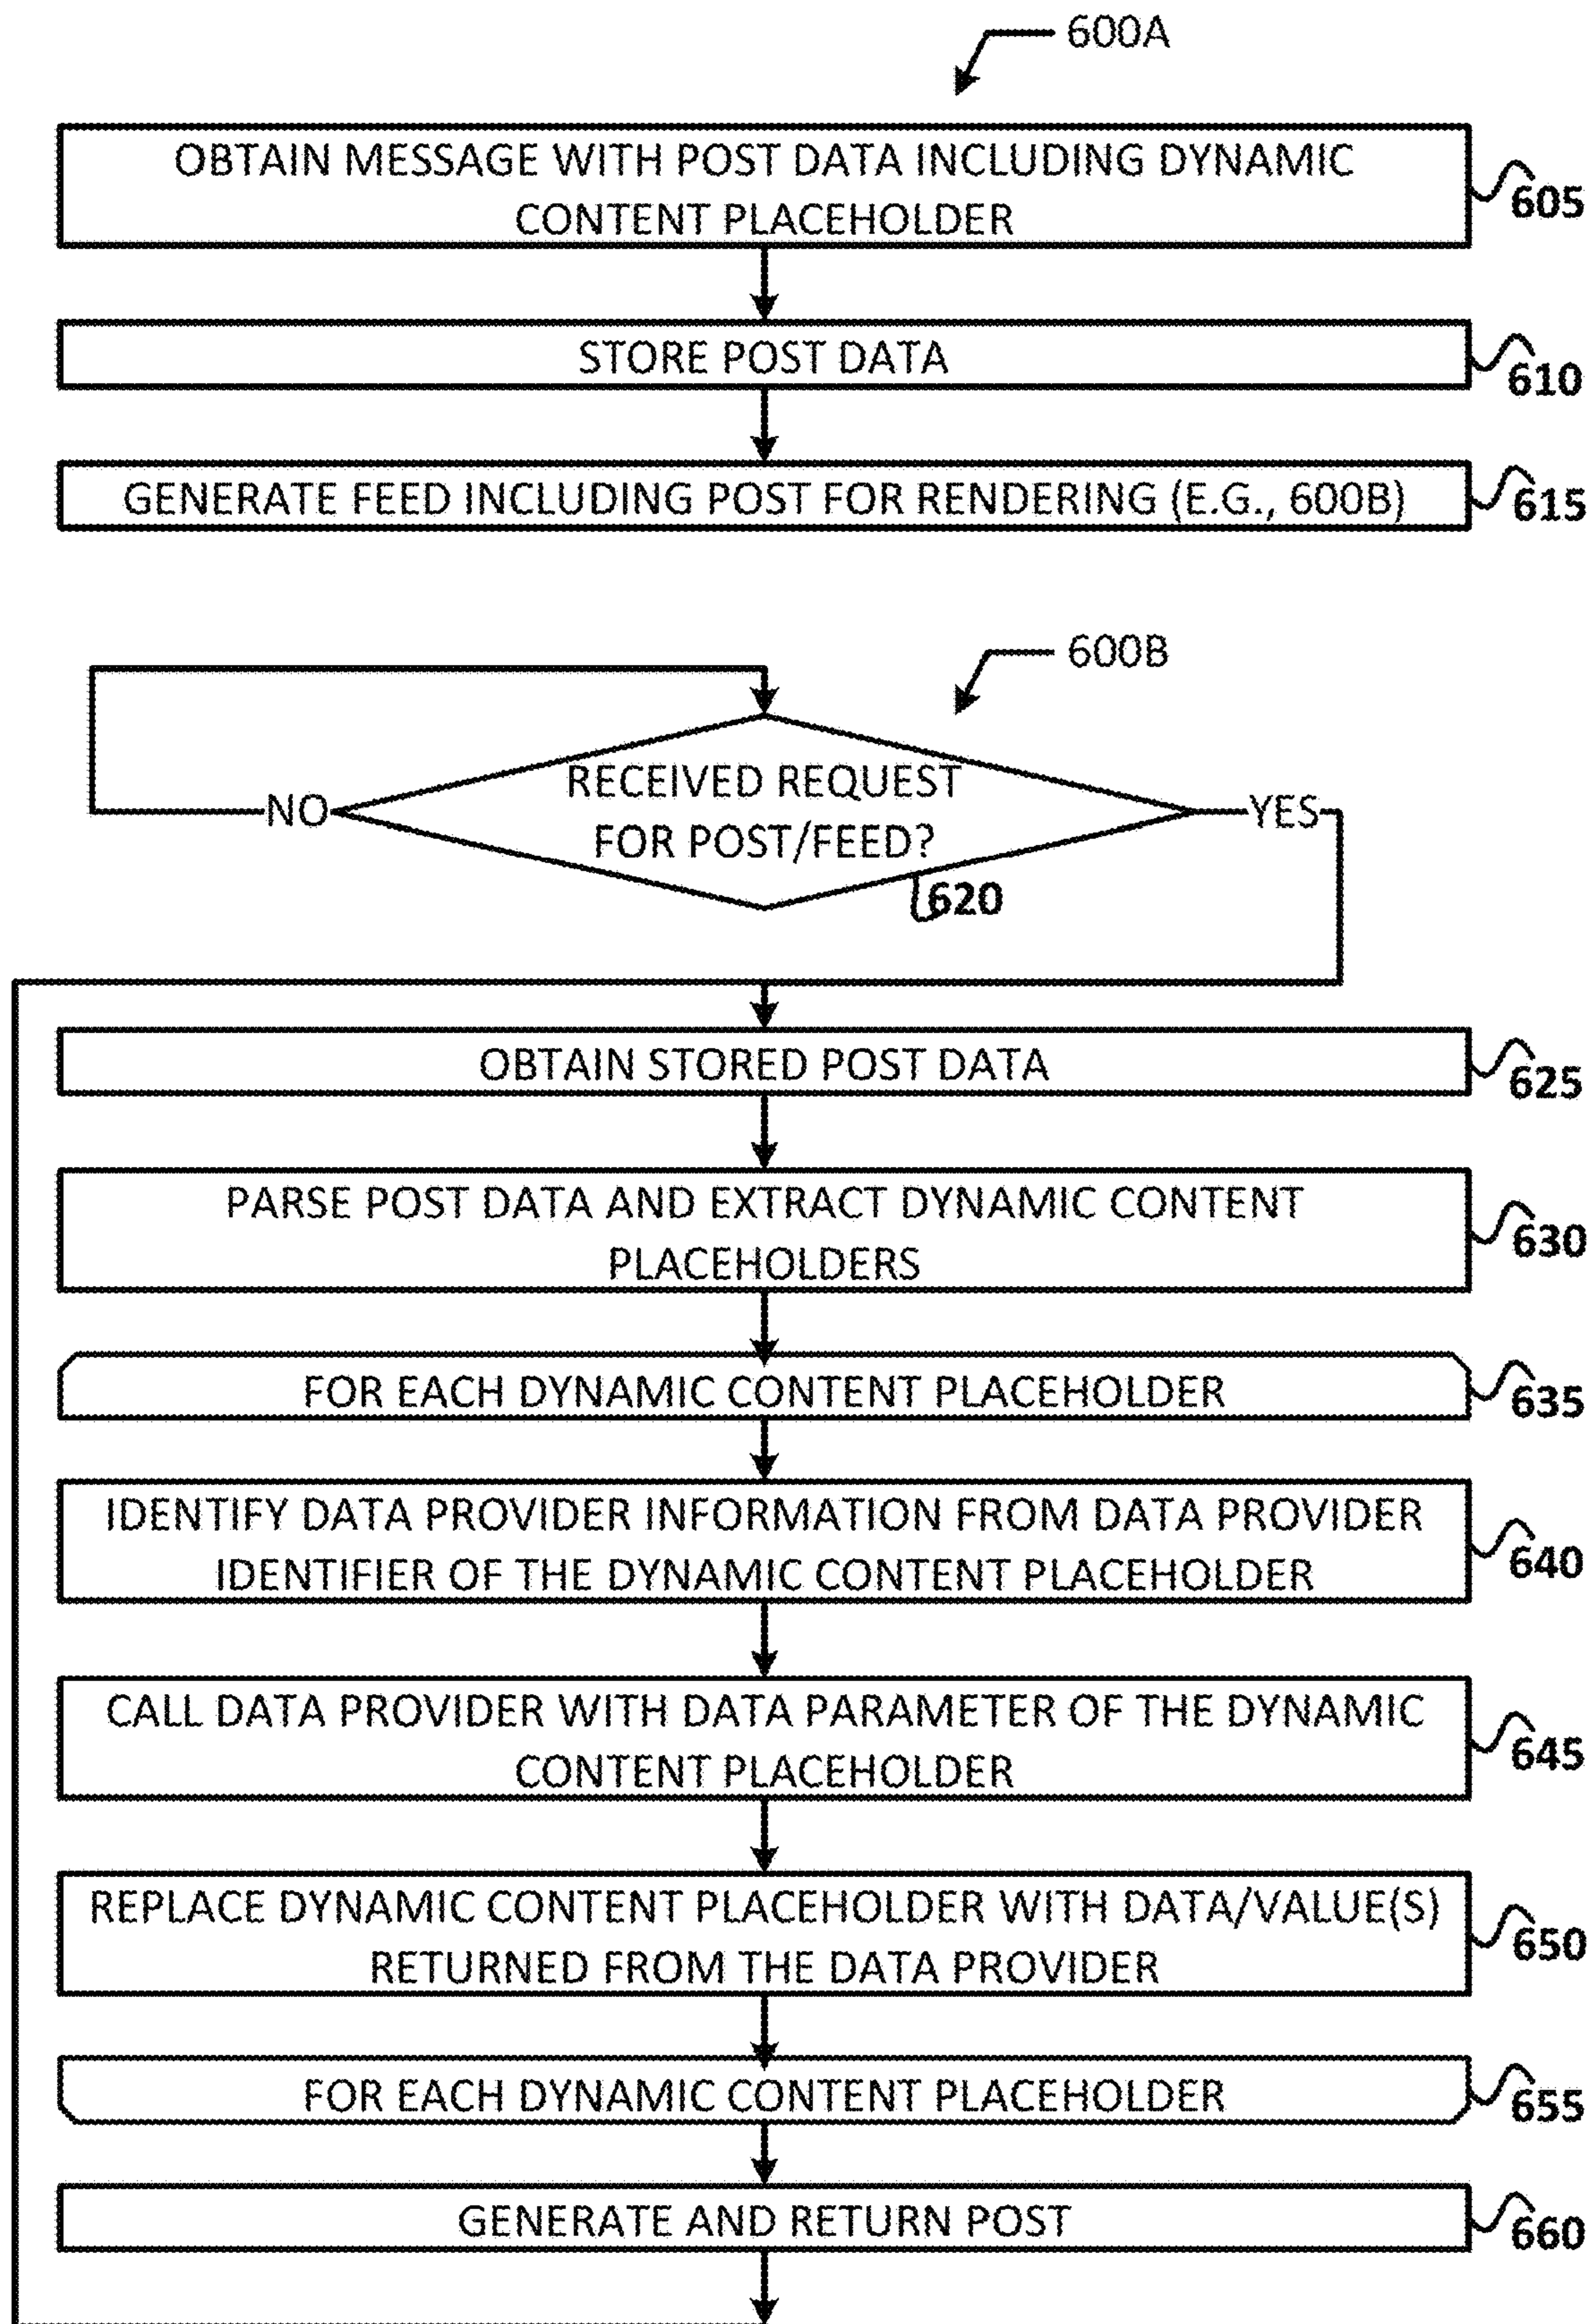 600A
OBTAIN MESSAGE WITH POST DATA INCLUDING DYNAMIC
CONTENT PLACEHOLDER
605
STORE POST DATA
610
GENERATE FEED INCLUDING POST FOR RENDERING (E.G., 600B)
615
600B
RECEIVED REQUEST
FOR POST/FEED?
NO
YES
620
OBTAIN STORED POST DATA
625
PARSE POST DATA AND EXTRACT DYNAMIC CONTENT
PLACEHOLDERS
630
FOR EACH DYNAMIC CONTENT PLACEHOLDER
635
IDENTIFY DATA PROVIDER INFORMATION FROM DATA PROVIDER
IDENTIFIER OF THE DYNAMIC CONTENT PLACEHOLDER
640
CALL DATA PROVIDER WITH DATA PARAMETER OF THE DYNAMIC
CONTENT PLACEHOLDER
645
REPLACE DYNAMIC CONTENT PLACEHOLDER WITH DATA/VALUE(S)
RETURNED FROM THE DATA PROVIDER
650
FOR EACH DYNAMIC CONTENT PLACEHOLDER
655
GENERATE AND RETURN POST
660